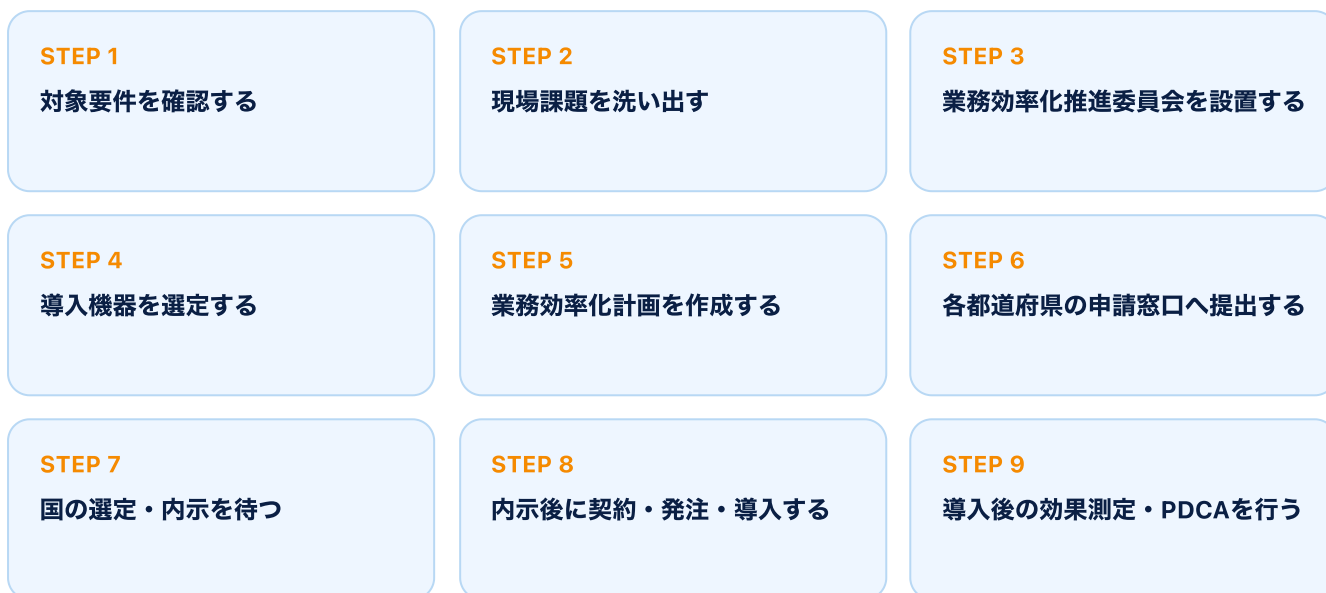 STEP 1
対象要件を確認する
STEP 2
現場課題を洗い出す
STEP 3
業務効率化推進委員会を設置する
STEP 4
導入機器を選定する
STEP 5
業務効率化計画を作成する
STEP 6
各都道府県の申請窓口へ提出する
STEP 7
国の選定・内示を待つ
STEP 8
内示後に契約・発注・導入する
STEP 9
導入後の効果測定・PDCAを行う